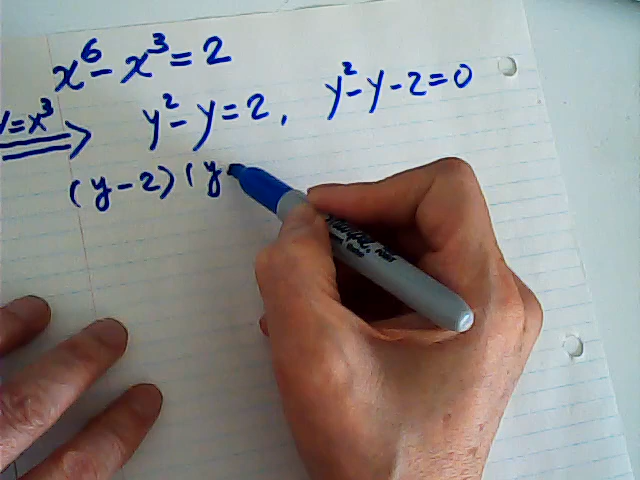 x⁶ - x³ = 2
y=x³ ⟹ y² - y = 2, y² - y - 2 = 0
(y - 2) (y